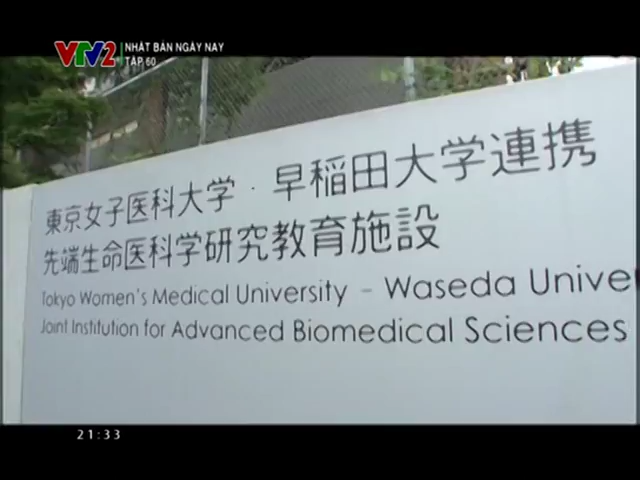 VTV2
NHẬT BẢN NGÀY NAY
TẬP 60
東京女子医科大学・早稲田大学連携
先端生命医科学研究教育施設
Tokyo Women's Medical University - Waseda Unive
Joint Institution for Advanced Biomedical Sciences
21:33